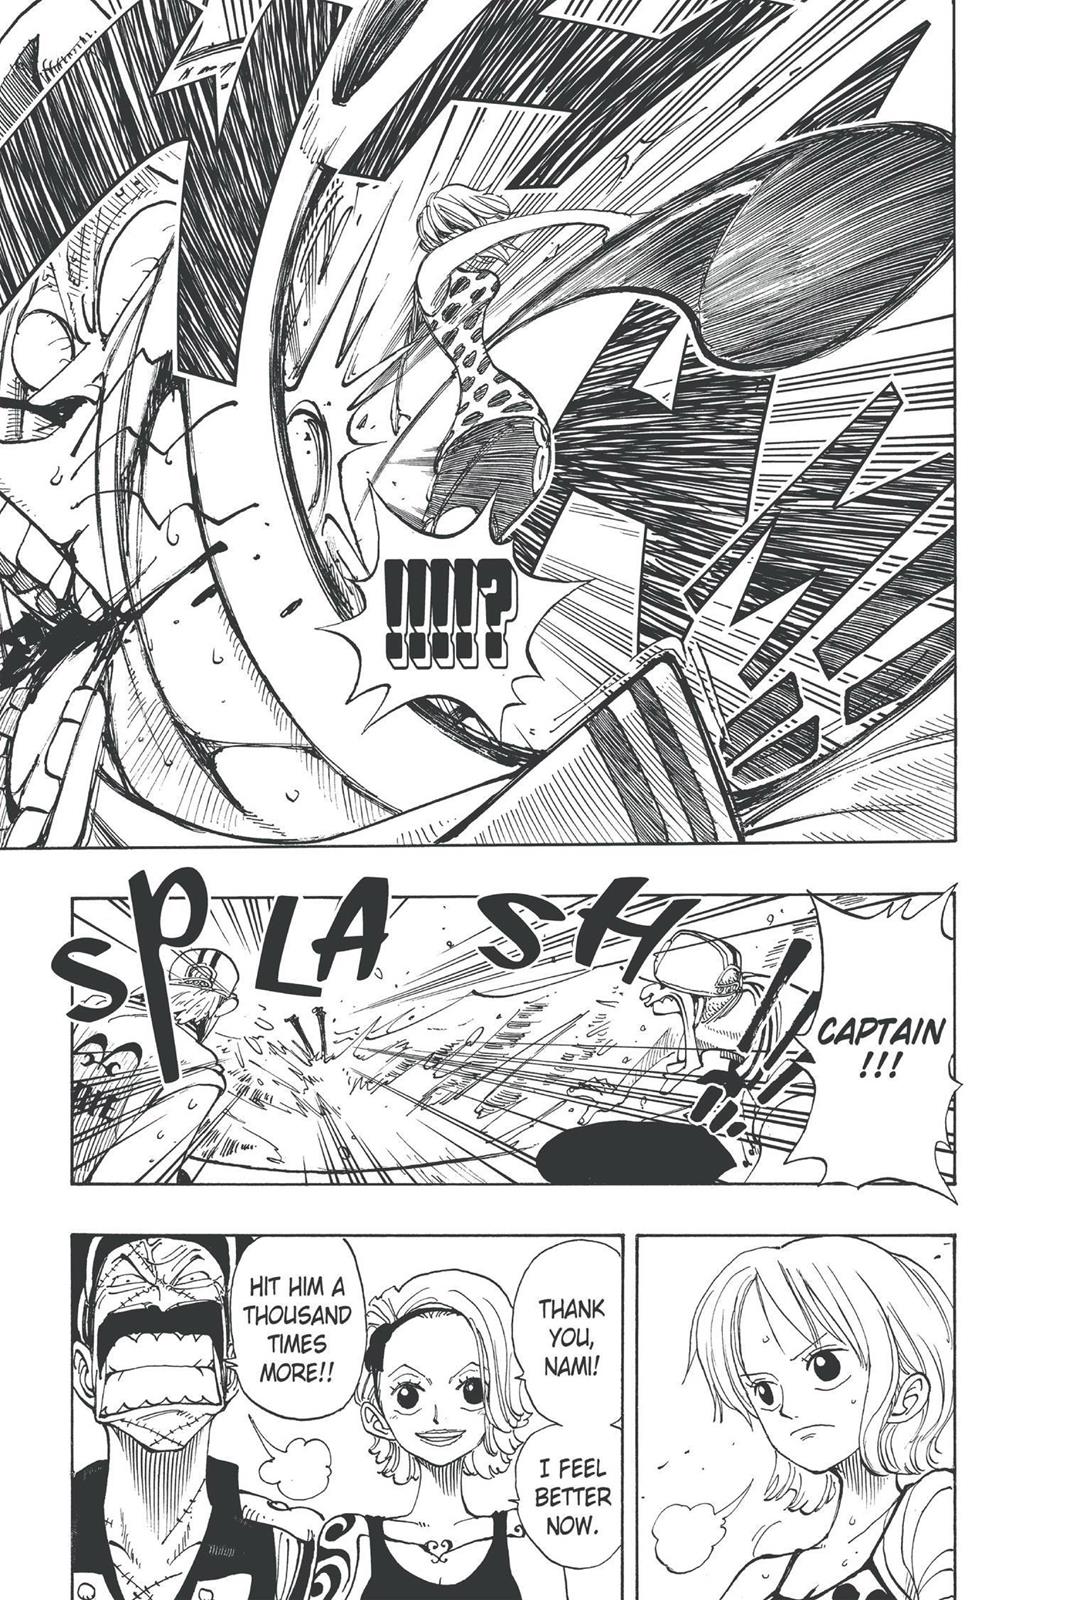 !!!!!?
SPLASH!!
CAPTAIN
!!!
THANK
YOU,
NAMI!
I FEEL
BETTER
NOW.
HIT HIM A
THOUSAND
TIMES
MORE!!